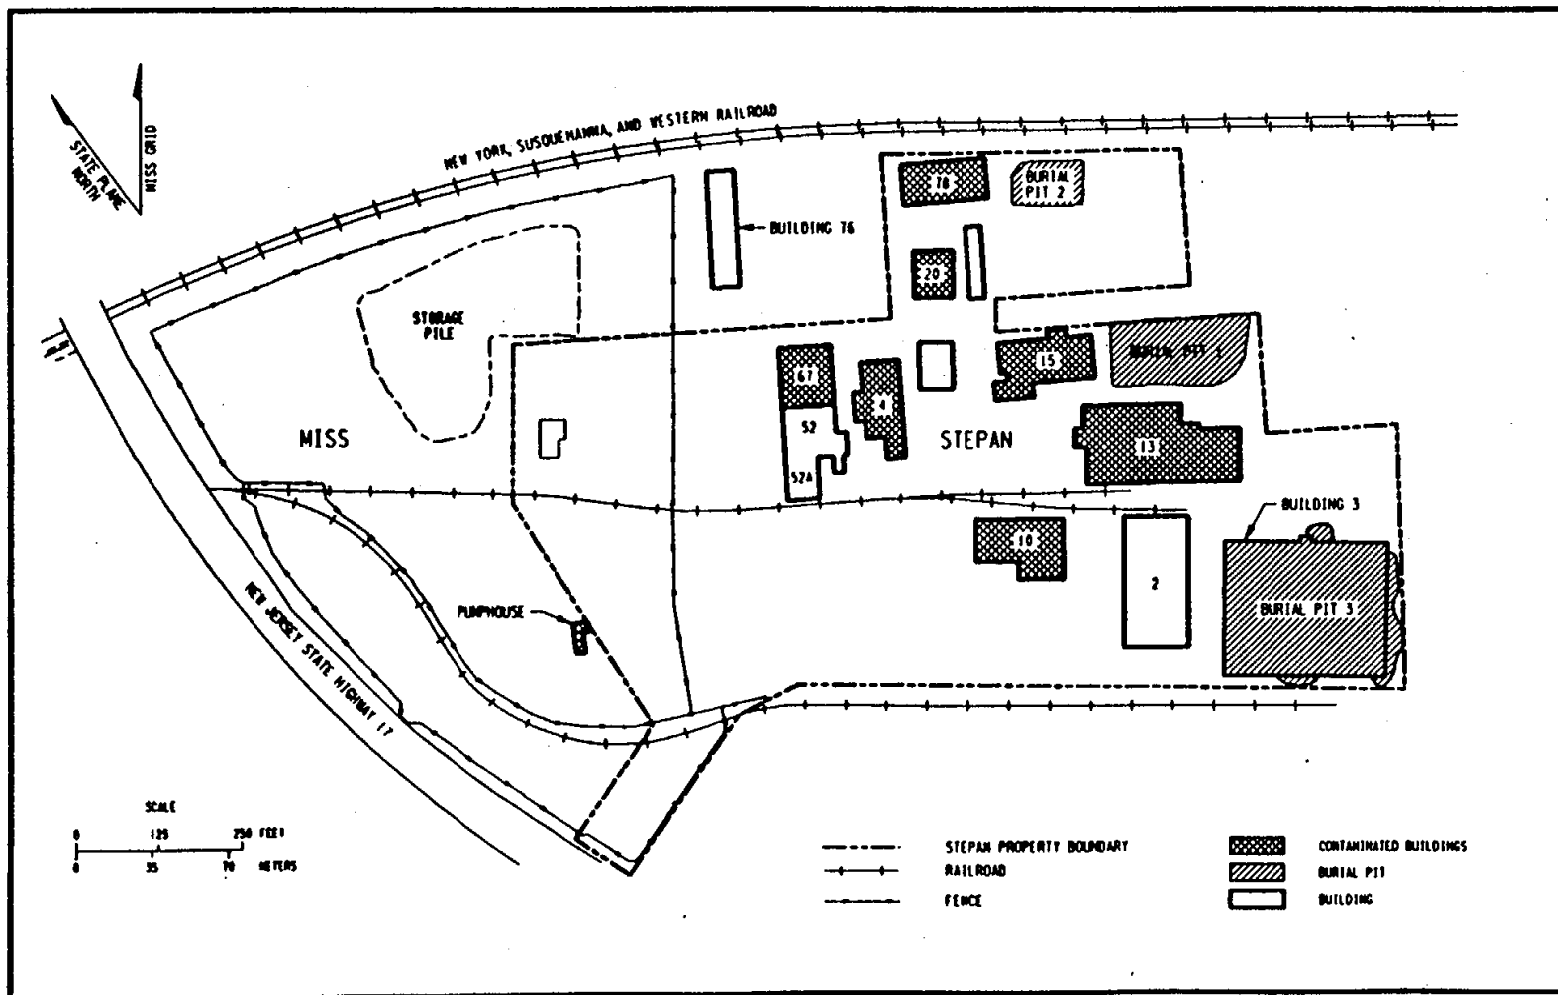 STATE PLANE
NORTH
MISS GRID
NEW YORK, SUSQUEHANNA, AND WESTERN RAILROAD
78
BURIAL
PIT 2
BUILDING 76
20
STORAGE
PILE
BURIAL PIT 1
15
67
4
MISS
52
STEPAN
13
52A
BUILDING 3
10
2
BURIAL PIT 3
PUMPHOUSE
NEW JERSEY STATE HIGHWAY 17
SCALE
0 125 250 FEET
0 35 70 METERS
STEPAN PROPERTY BOUNDARY
RAILROAD
FENCE
CONTAMINATED BUILDINGS
BURIAL PIT
BUILDING